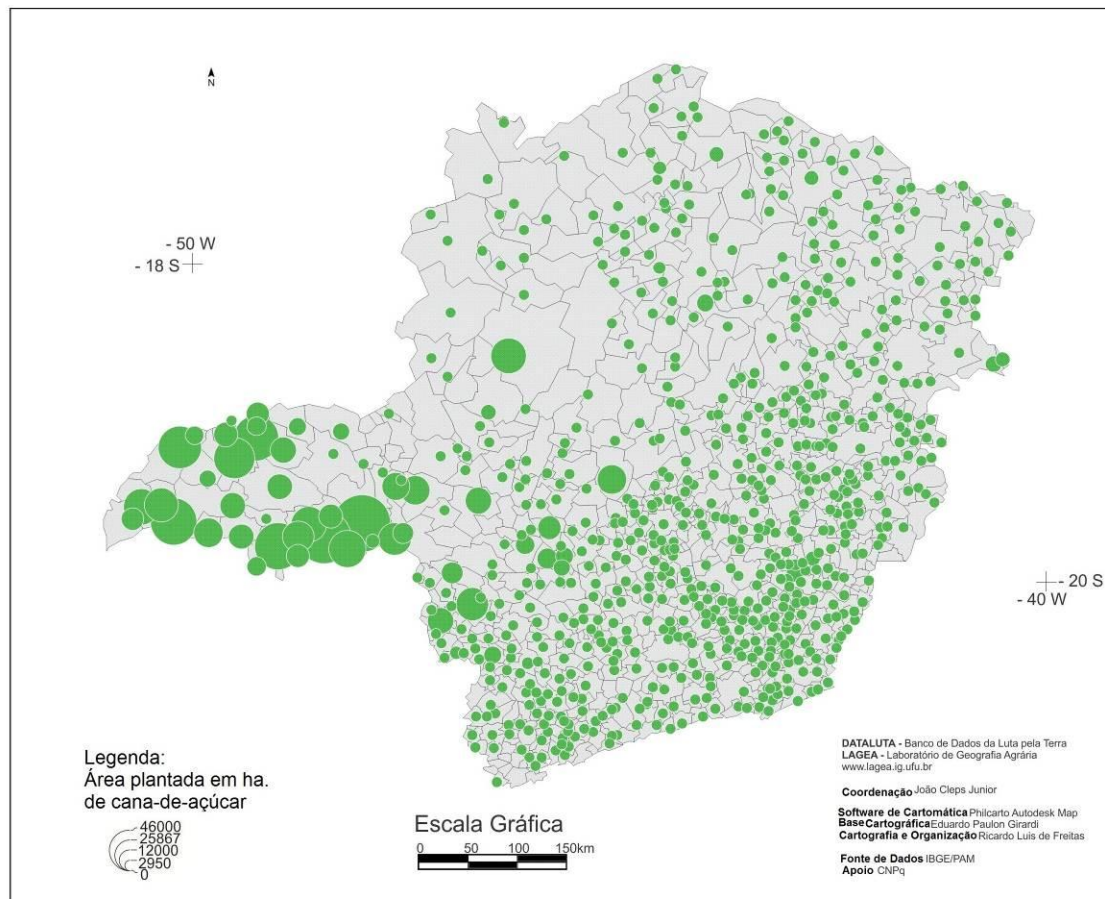 N
- 50 W
- 18 S
- 20 S
- 40 W
Legenda:
Área plantada em ha.
de cana-de-açúcar
46000
25867
12000
2950
0
Escala Gráfica
0 50 100 150km
DATALUTA - Banco de Dados da Luta pela Terra
LAGEA - Laboratório de Geografia Agrária
www.lagea.ig.ufu.br
Coordenação João Cleps Junior
Software de Cartomática Philcarto Autodesk Map
Base Cartográfica Eduardo Paulon Girardi
Cartografia e Organização Ricardo Luis de Freitas
Fonte de Dados IBGE/PAM
Apoio CNPq